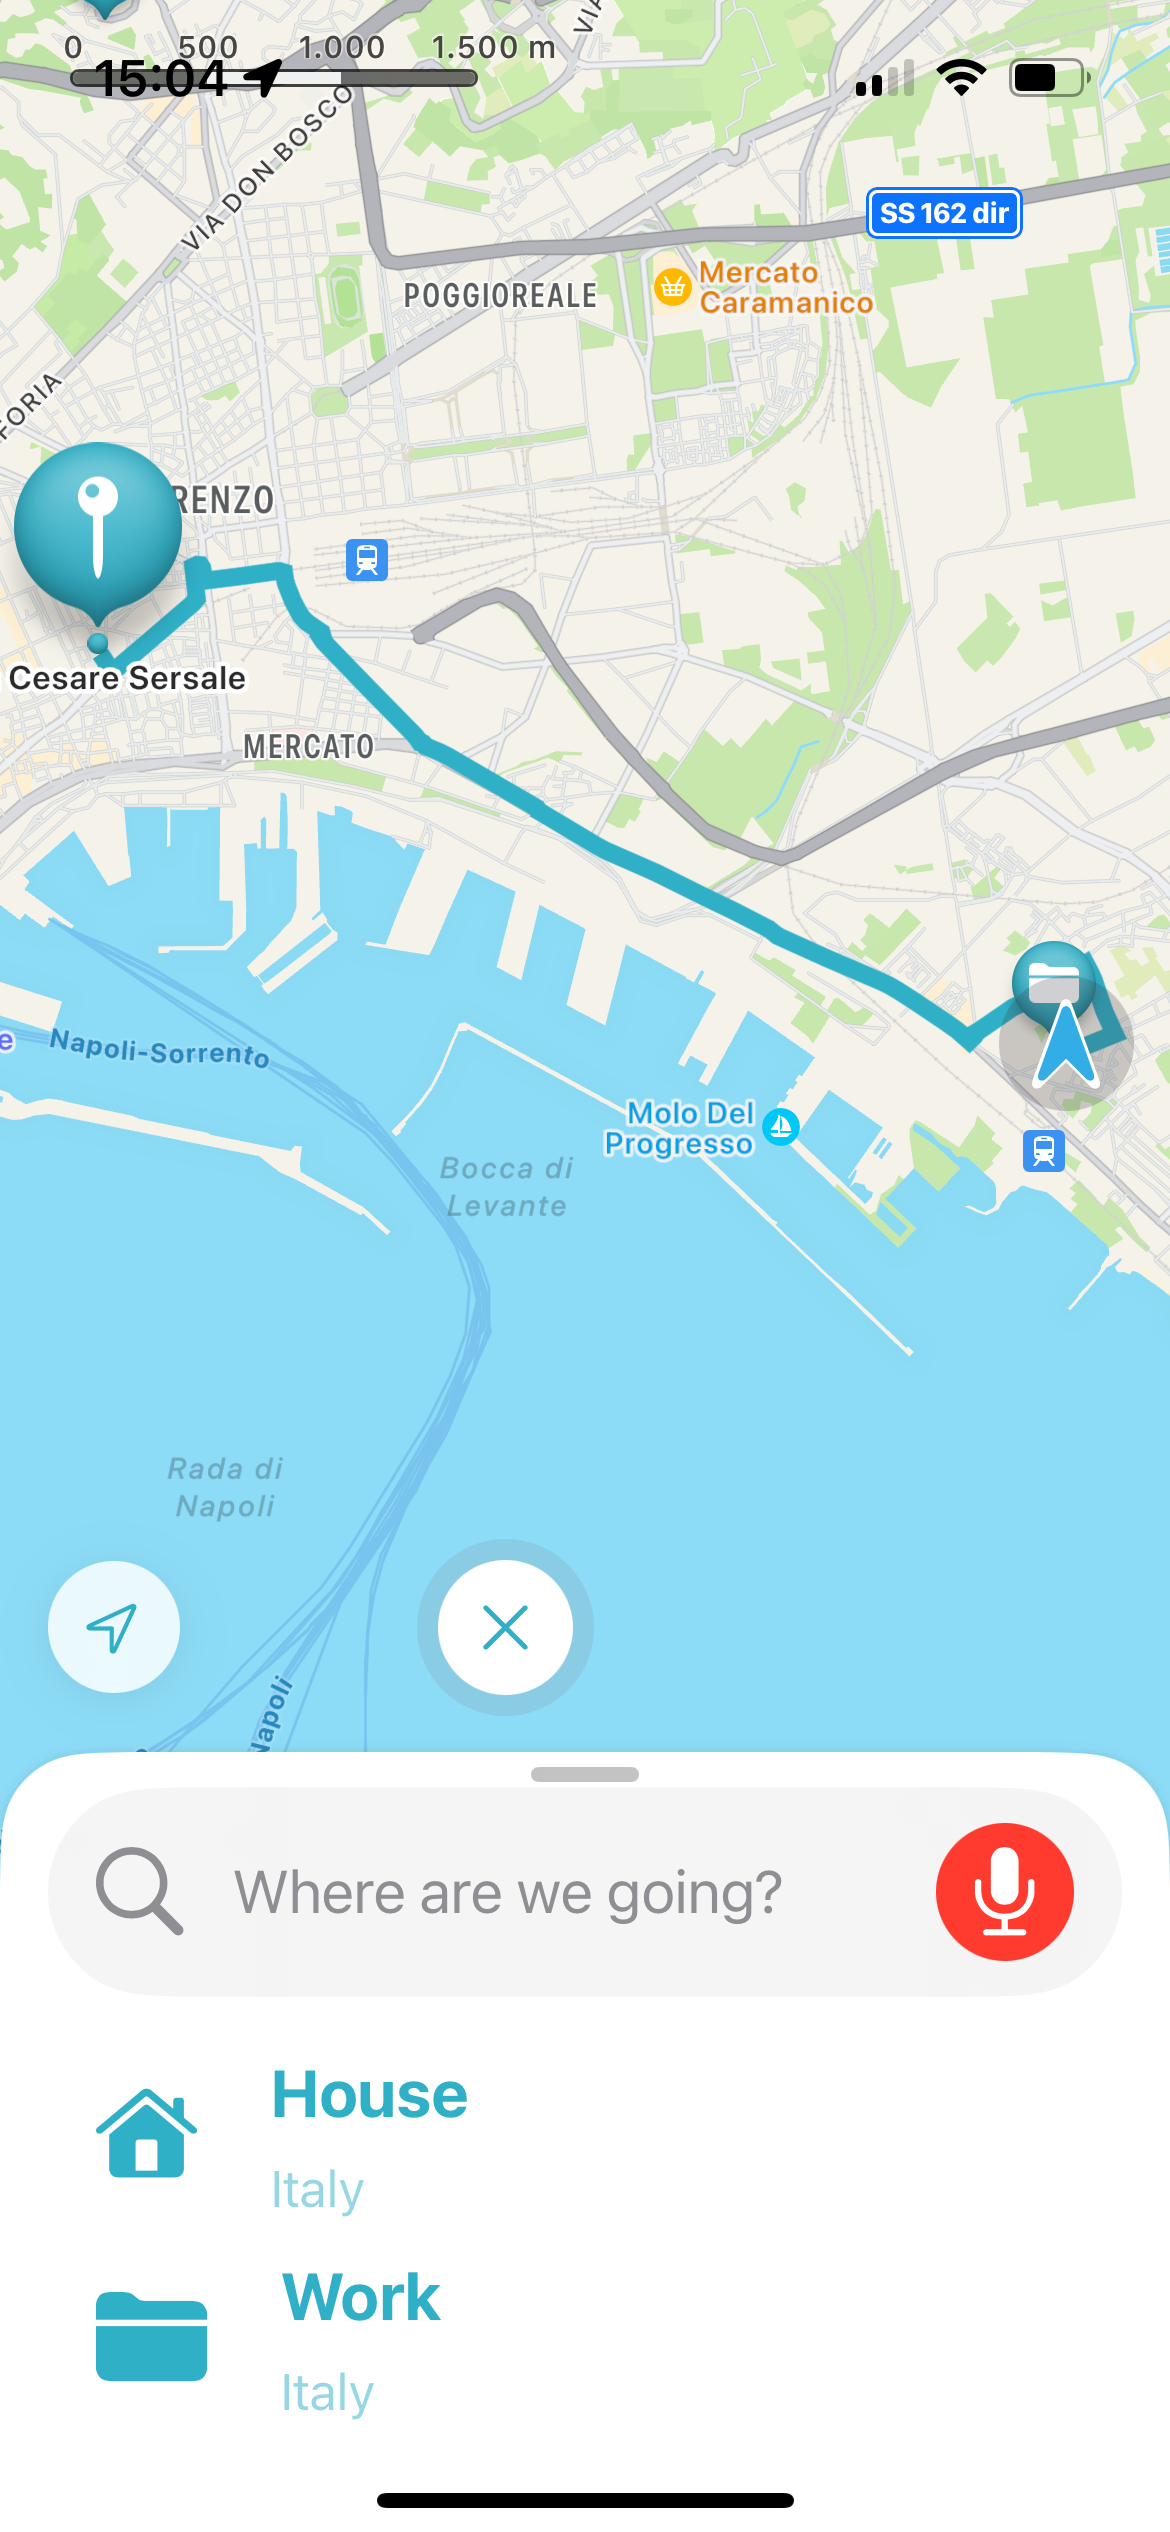 0 500 1.000 1.500 m
15:04
VIA
VIA DON BOSCO
SS 162 dir
Mercato
Caramanico
POGGIOREALE
FORIA
RENZO
Cesare Sersale
MERCATO
e
Napoli-Sorrento
Molo Del
Progresso
Bocca di
Levante
Rada di
Napoli
Napoli
Where are we going?
House
Italy
Work
Italy